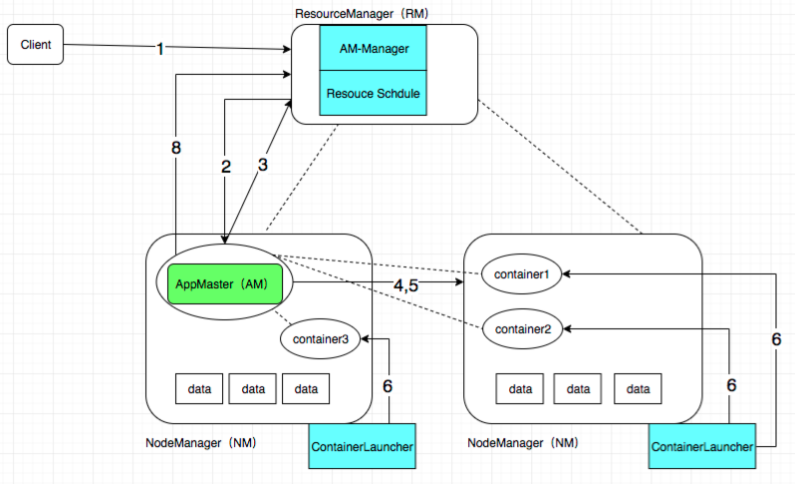 ResourceManager（RM）
Client
1
AM-Manager
Resouce Schdule
8
2
3
AppMaster（AM）
4,5
container1
container2
container3
6
6
6
data
data
data
data
data
data
NodeManager（NM）
ContainerLauncher
NodeManager（NM）
ContainerLauncher